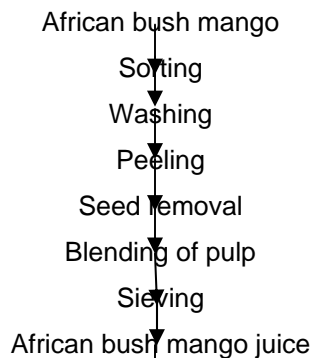 African bush mango
Sorting
Washing
Peeling
Seed removal
Blending of pulp
Sieving
African bush mango juice